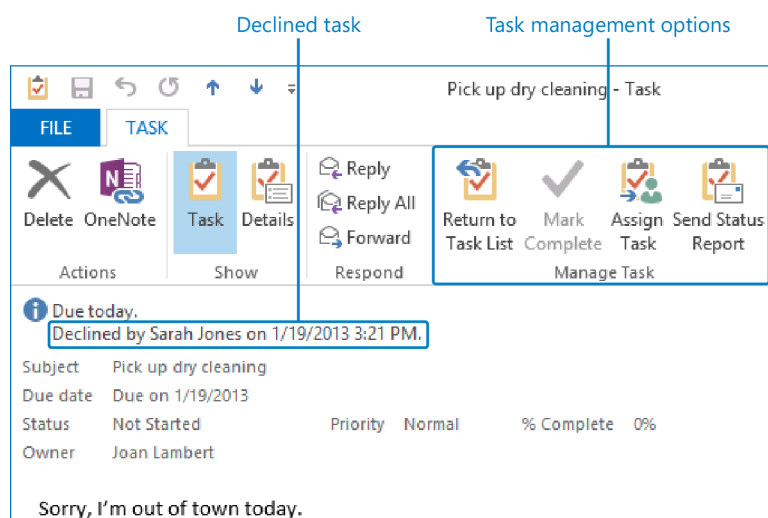 Declined task
Task management options
Pick up dry cleaning - Task
FILE
TASK
Delete
OneNote
Task
Details
Reply
Reply All
Forward
Return to
Task List
Mark
Complete
Assign
Task
Send Status
Report
Actions
Show
Respond
Manage Task
Due today.
Declined by Sarah Jones on 1/19/2013 3:21 PM.
Subject Pick up dry cleaning
Due date Due on 1/19/2013
Status Not Started Priority Normal % Complete 0%
Owner Joan Lambert
Sorry, I'm out of town today.